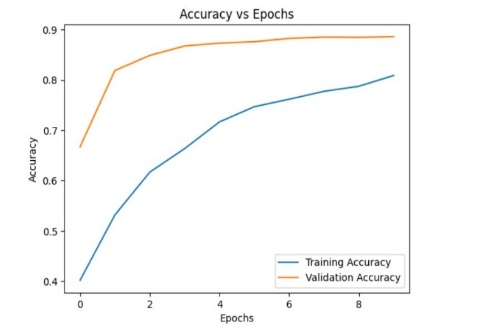 Accuracy vs Epochs
0.9
0.8
0.7
0.6
0.5
0.4
Accuracy
Training Accuracy
Validation Accuracy
0 2 4 6 8
Epochs